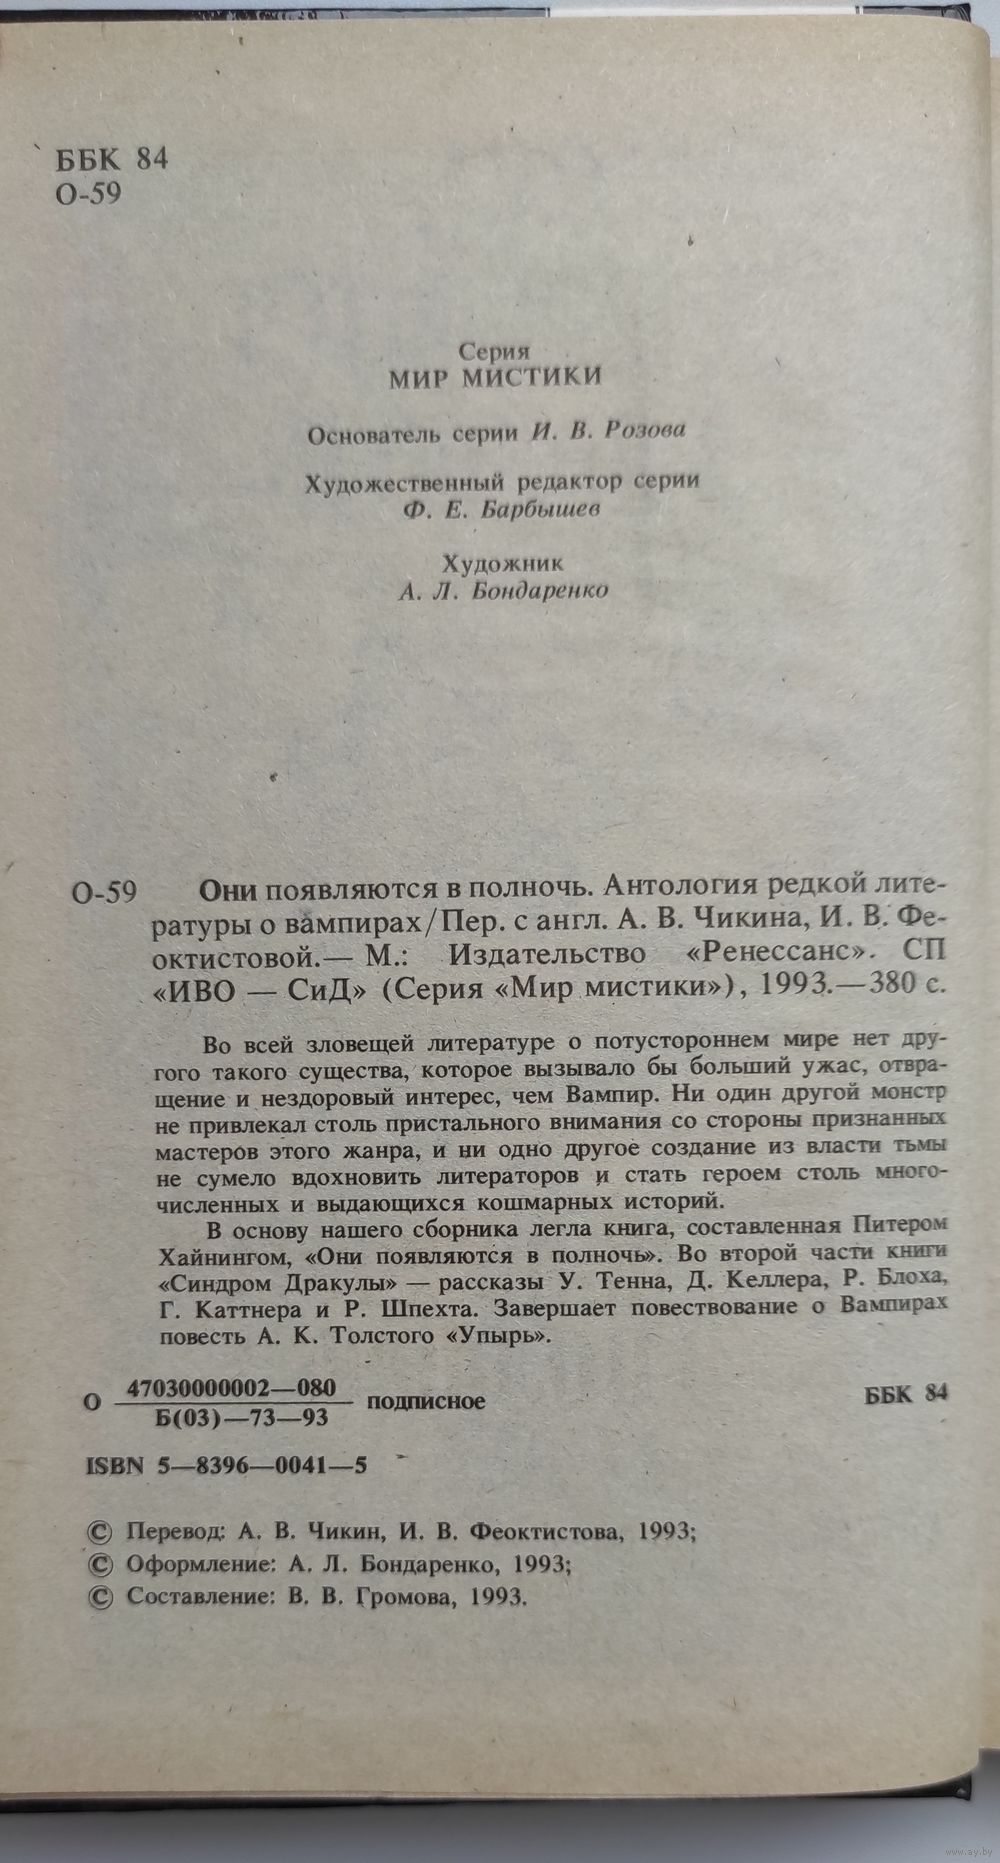 ББК 84
О-59
Серия
МИР МИСТИКИ
Основатель серии И. В. Розова
Художественный редактор серии
Ф. Е. Барбышев
Художник
А. Л. Бондаренко
О-59 Они появляются в полночь. Антология редкой лите-
ратуры о вампирах/Пер. с англ. А. В. Чикина, И. В. Фе-
октистовой.— М.: Издательство «Ренессанс». СП
«ИВО — СиД» (Серия «Мир мистики»), 1993.—380 с.
Во всей зловещей литературе о потустороннем мире нет дру-
гого такого существа, которое вызывало бы больший ужас, отвра-
щение и нездоровый интерес, чем Вампир. Ни один другой монстр
не привлекал столь пристального внимания со стороны признанных
мастеров этого жанра, и ни одно другое создание из власти тьмы
не сумело вдохновить литераторов и стать героем столь много-
численных и выдающихся кошмарных историй.
В основу нашего сборника легла книга, составленная Питером
Хайнингом, «Они появляются в полночь». Во второй части книги
«Синдром Дракулы» — рассказы У. Тенна, Д. Келлера, Р. Блоха,
Г. Каттнера и Р. Шпехта. Завершает повествование о Вампирах
повесть А. К. Толстого «Упырь».
47030000002—080
О подписное ББК 84
Б(03)—73—93
ISBN 5—8396—0041—5
© Перевод: А. В. Чикин, И. В. Феоктистова, 1993;
© Оформление: А. Л. Бондаренко, 1993;
© Составление: В. В. Громова, 1993.
www.ay.by